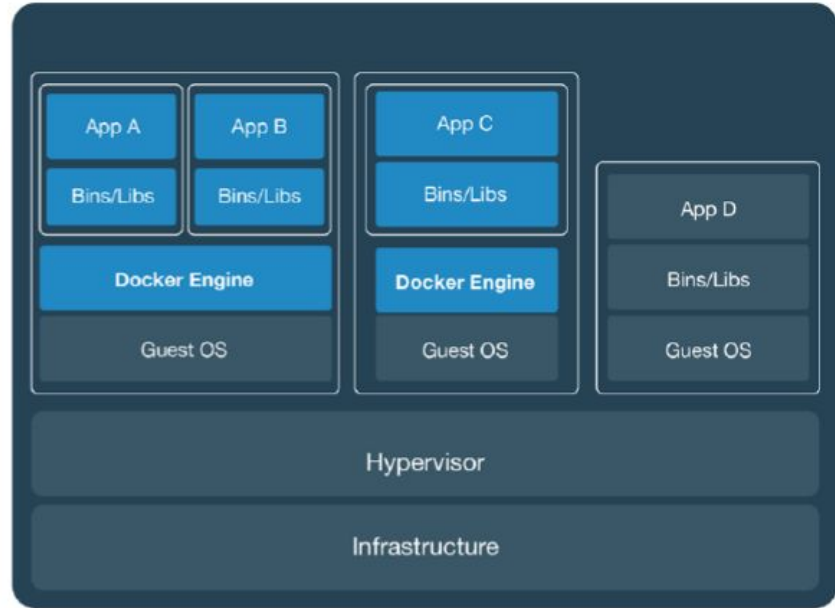 App A
App B
Bins/Libs
Bins/Libs
Docker Engine
Guest OS
App C
Bins/Libs
Docker Engine
Guest OS
App D
Bins/Libs
Guest OS
Hypervisor
Infrastructure